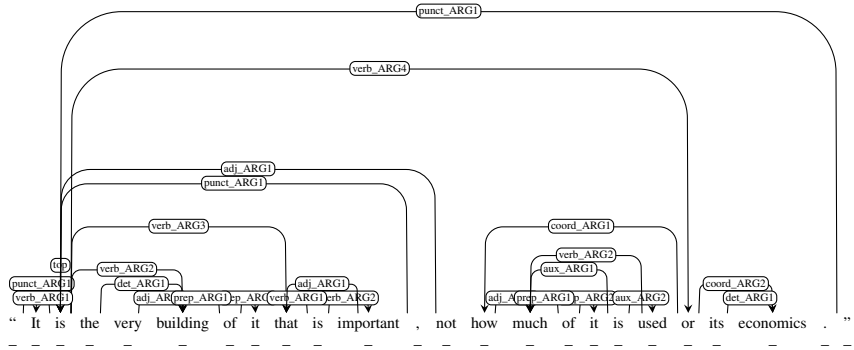 punct_ARG1
verb_ARG4
adj_ARG1
punct_ARG1
verb_ARG3 coord_ARG1
verb_ARG2
top verb_ARG2 aux_ARG1
punct_ARG1 det_ARG1 adj_ARG1 coord_ARG2
verb_ARG1 prep_ARG1 verb_ARG1 prep_ARG1 aux_ARG2 det_ARG1
“ It is the very building of it that is important , not how much of it is used or its economics . ”
_ _ _ _ _ _ _ _ _ _ _ _ _ _ _ _ _ _ _ _ _ _ _ _